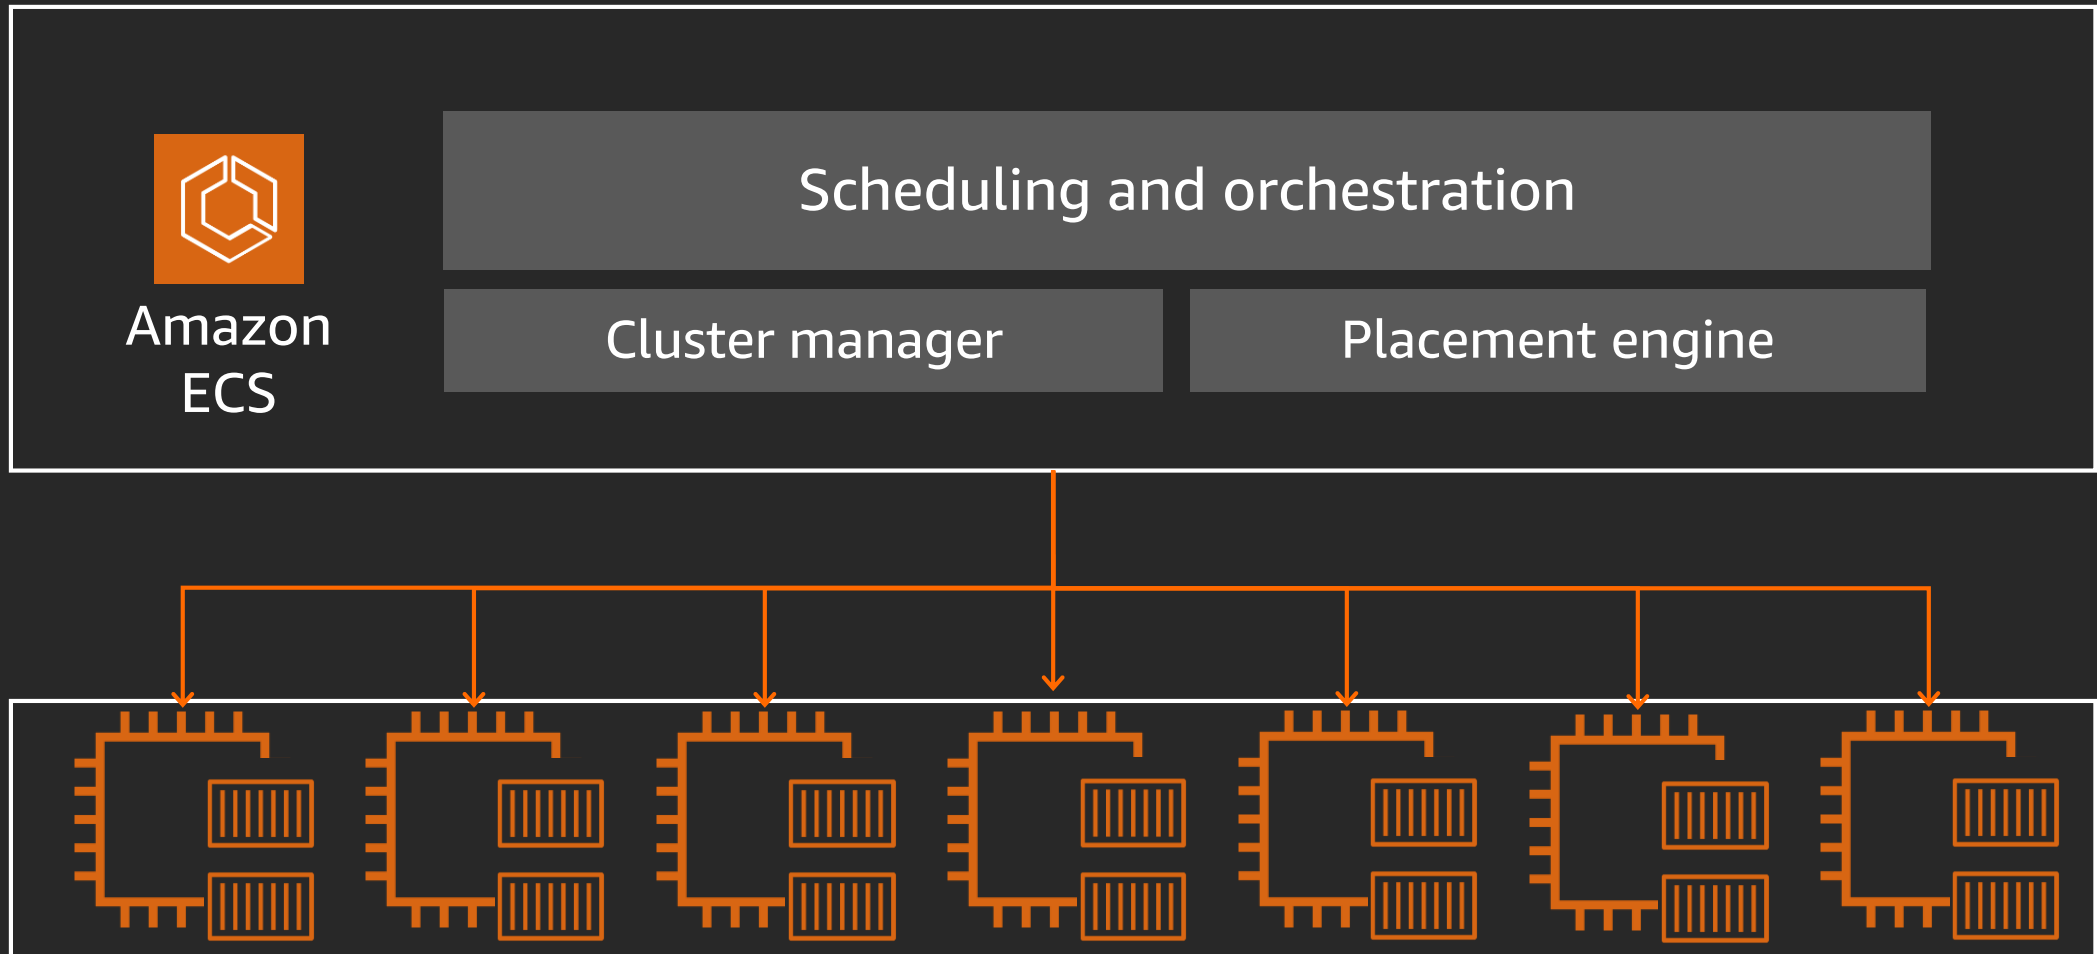 Scheduling and orchestration
Amazon
ECS
Cluster manager
Placement engine